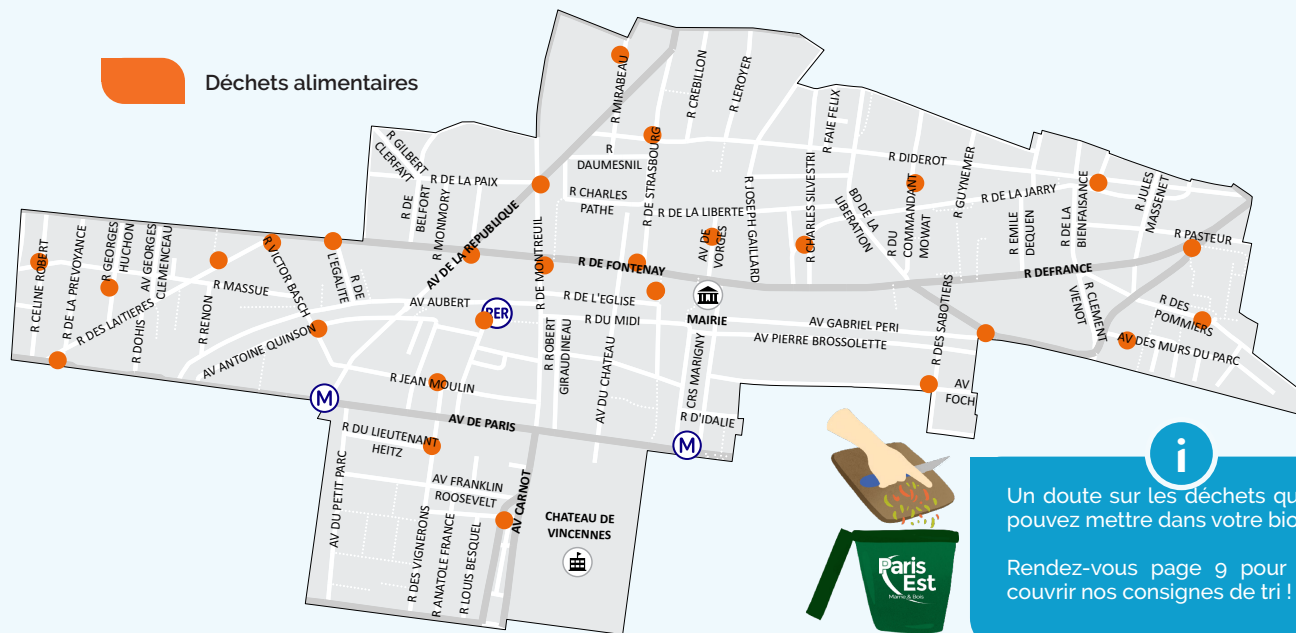 Déchets alimentaires
R MIRABEAU
R CREBILLON
R LEROYER
R FAIE FELIX
R GILBERT
CLERFAYT
R
DAUMESNIL
R DE STRASBOURG
R DIDEROT
R GUYNEMER
R DE LA PAIX
R DE
BELFORT
R MONMORY
R CHARLES
PATHE
R DE LA LIBERTE
R JOSEPH GAILLARD
R CHARLES SILVESTRI
BD DE LA
LIBERATION
R DU
COMMANDANT
MOWAT
R DE LA JARRY
R EMILE
DEQUEN
R DE LA
BIENFAISANCE
R JULES
MASSENET
R PASTEUR
R CELINE ROBERT
R DE LA PREVOYANCE
R GEORGES
HUCHON
AV GEORGES
CLEMENCEAU
R DES LAITIERES
R DOHIS
R RENON
R MASSUE
R VICTOR BASCH
R DE
L'EGALITE
AV DE LA REPUBLIQUE
R DE MONTREUIL
R DE FONTENAY
AV DE
VORGES
R DEFRANCE
AV AUBERT
RER
R DE L'EGLISE
R DU MIDI
MAIRIE
AV GABRIEL PERI
AV PIERRE BROSSOLETTE
R DES SABOTIERS
R CLEMENT
VIENOT
R DES
POMMIERS
AV DES MURS DU PARC
AV ANTOINE QUINSON
R ROBERT
GIRAUDINEAU
AV DU CHATEAU
CRS MARIGNY
R JEAN MOULIN
AV
FOCH
M
AV DE PARIS
R D'IDALIE
M
R DU LIEUTENANT
HEITZ
AV DU PETIT PARC
AV FRANKLIN
ROOSEVELT
AV CARNOT
R DES VIGNERONS
R ANATOLE FRANCE
R LOUIS BESQUEL
CHATEAU DE
VINCENNES
Paris
Est
Marne & Bois
i
Un doute sur les déchets qu
pouvez mettre dans votre bio
Rendez-vous page 9 pour
couvrir nos consignes de tri !